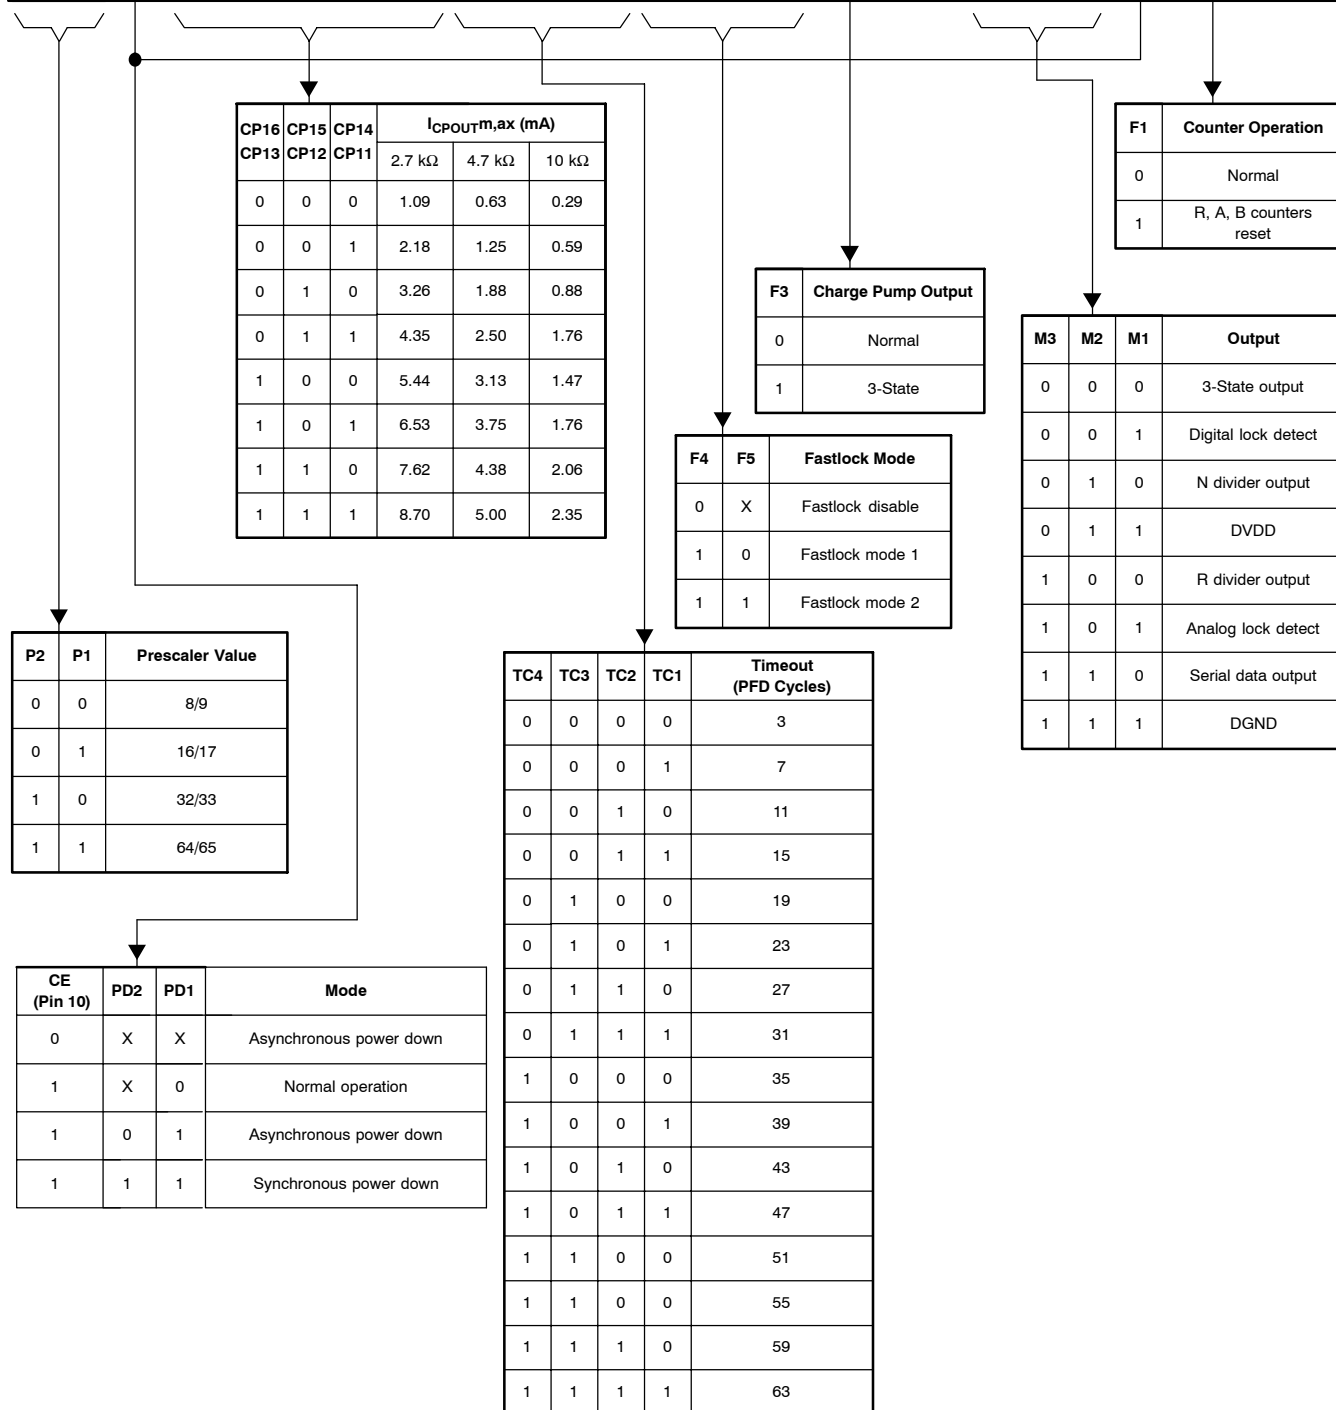 CP16 CP15 CP14 I_CPOUT m,ax (mA)
CP13 CP12 CP11 2.7 kΩ 4.7 kΩ 10 kΩ
0 0 0 1.09 0.63 0.29
0 0 1 2.18 1.25 0.59
0 1 0 3.26 1.88 0.88
0 1 1 4.35 2.50 1.76
1 0 0 5.44 3.13 1.47
1 0 1 6.53 3.75 1.76
1 1 0 7.62 4.38 2.06
1 1 1 8.70 5.00 2.35
F1 Counter Operation
0 Normal
1 R, A, B counters
reset
F3 Charge Pump Output
0 Normal
1 3-State
M3 M2 M1 Output
0 0 0 3-State output
0 0 1 Digital lock detect
0 1 0 N divider output
0 1 1 DVDD
1 0 0 R divider output
1 0 1 Analog lock detect
1 1 0 Serial data output
1 1 1 DGND
F4 F5 Fastlock Mode
0 X Fastlock disable
1 0 Fastlock mode 1
1 1 Fastlock mode 2
P2 P1 Prescaler Value
0 0 8/9
0 1 16/17
1 0 32/33
1 1 64/65
TC4 TC3 TC2 TC1 Timeout
(PFD Cycles)
0 0 0 0 3
0 0 0 1 7
0 0 1 0 11
0 0 1 1 15
0 1 0 0 19
0 1 0 1 23
0 1 1 0 27
0 1 1 1 31
1 0 0 0 35
1 0 0 1 39
1 0 1 0 43
1 0 1 1 47
1 1 0 0 51
1 1 0 0 55
1 1 1 0 59
1 1 1 1 63
CE
(Pin 10) PD2 PD1 Mode
0 X X Asynchronous power down
1 X 0 Normal operation
1 0 1 Asynchronous power down
1 1 1 Synchronous power down